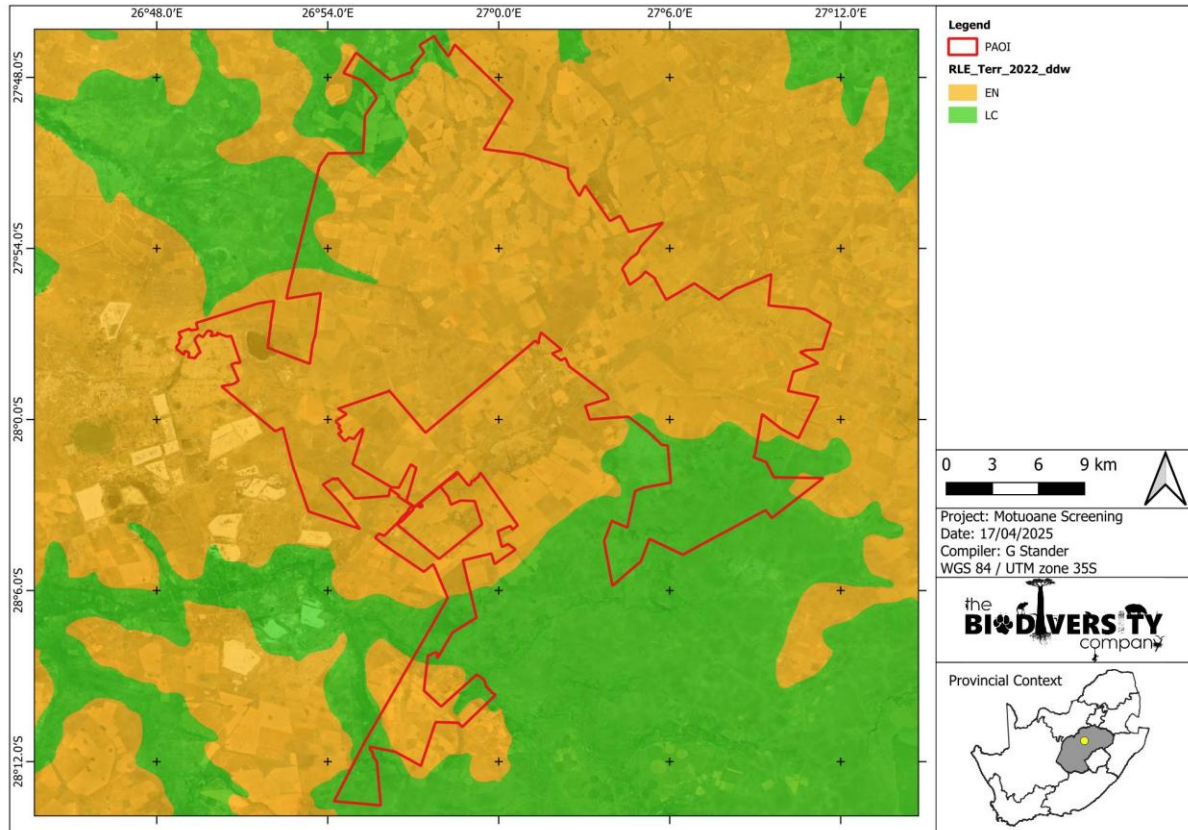 26°48.0'E
26°54.0'E
27°0.0'E
27°6.0'E
27°12.0'E
27°48.0'S
27°54.0'S
28°0.0'S
28°6.0'S
28°12.0'S
Legend
PAOI
RLE_Terr_2022_ddw
EN
LC
0 3 6 9 km
Project: Motuoane Screening
Date: 17/04/2025
Compiler: G Stander
WGS 84 / UTM zone 35S
the
BIODIVERSITY
company
Provincial Context